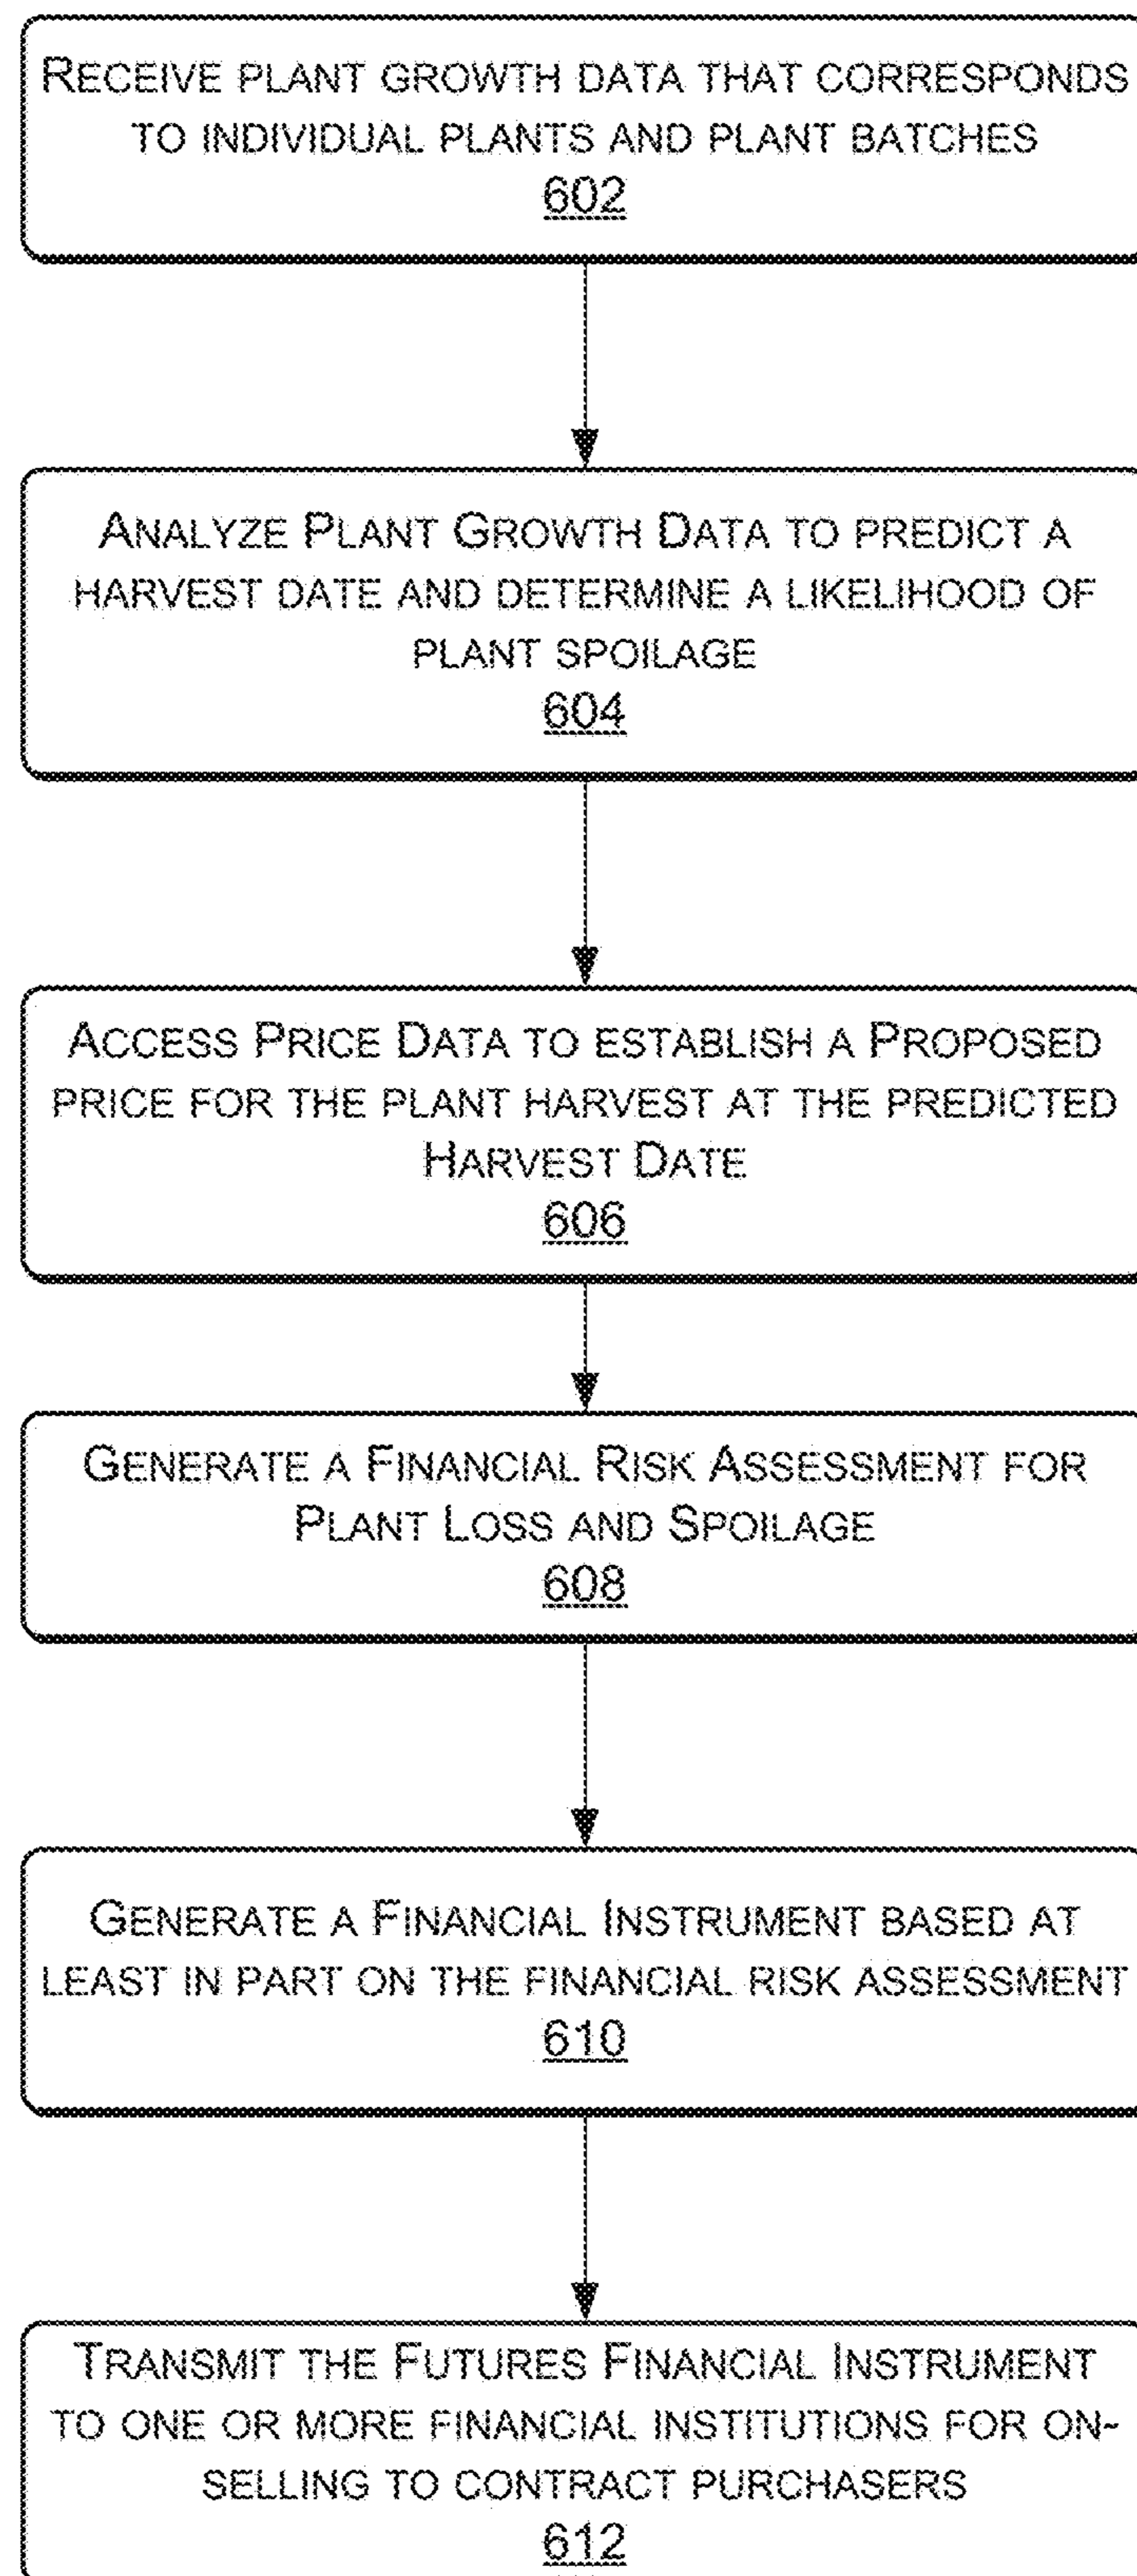 RECEIVE PLANT GROWTH DATA THAT CORRESPONDS
TO INDIVIDUAL PLANTS AND PLANT BATCHES
602
ANALYZE PLANT GROWTH DATA TO PREDICT A
HARVEST DATE AND DETERMINE A LIKELIHOOD OF
PLANT SPOILAGE
604
ACCESS PRICE DATA TO ESTABLISH A PROPOSED
PRICE FOR THE PLANT HARVEST AT THE PREDICTED
HARVEST DATE
606
GENERATE A FINANCIAL RISK ASSESSMENT FOR
PLANT LOSS AND SPOILAGE
608
GENERATE A FINANCIAL INSTRUMENT BASED AT
LEAST IN PART ON THE FINANCIAL RISK ASSESSMENT
610
TRANSMIT THE FUTURES FINANCIAL INSTRUMENT
TO ONE OR MORE FINANCIAL INSTITUTIONS FOR ON-
SELLING TO CONTRACT PURCHASERS
612